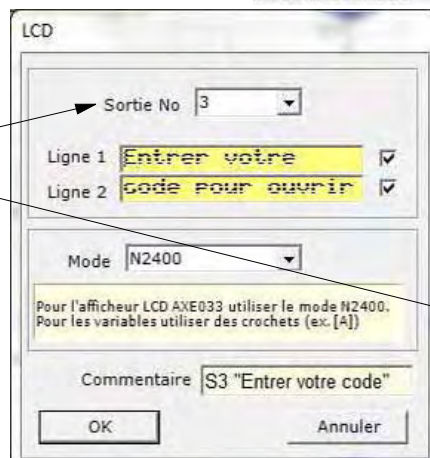 LCD
Sortie No 3
Ligne 1 Entrer votre
Ligne 2 code pour ouvrir
Mode N2400
Pour l'afficheur LCD AXE033 utiliser le mode N2400.
Pour les variables utiliser des crochets (ex. [A])
Commentaire S3 "Entrer votre code"
OK Annuler